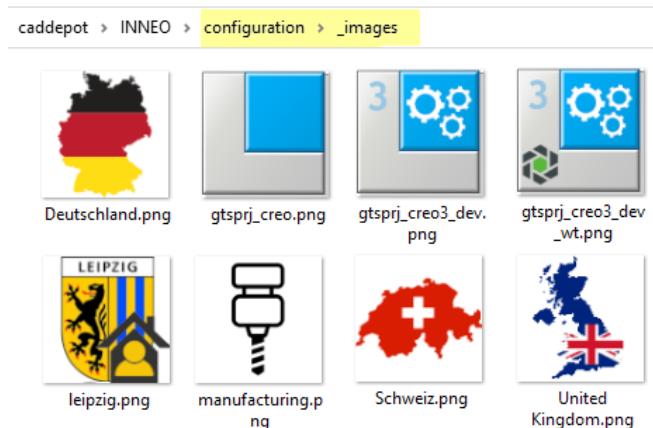 caddepot > INNEO > configuration > _images
3
3
Deutschland.png
gtsprj_creo.png
gtsprj_creo3_dev.
png
gtsprj_creo3_dev
_wt.png
LEIPZIG
leipzig.png
manufacturing.p
ng
Schweiz.png
United
Kingdom.png